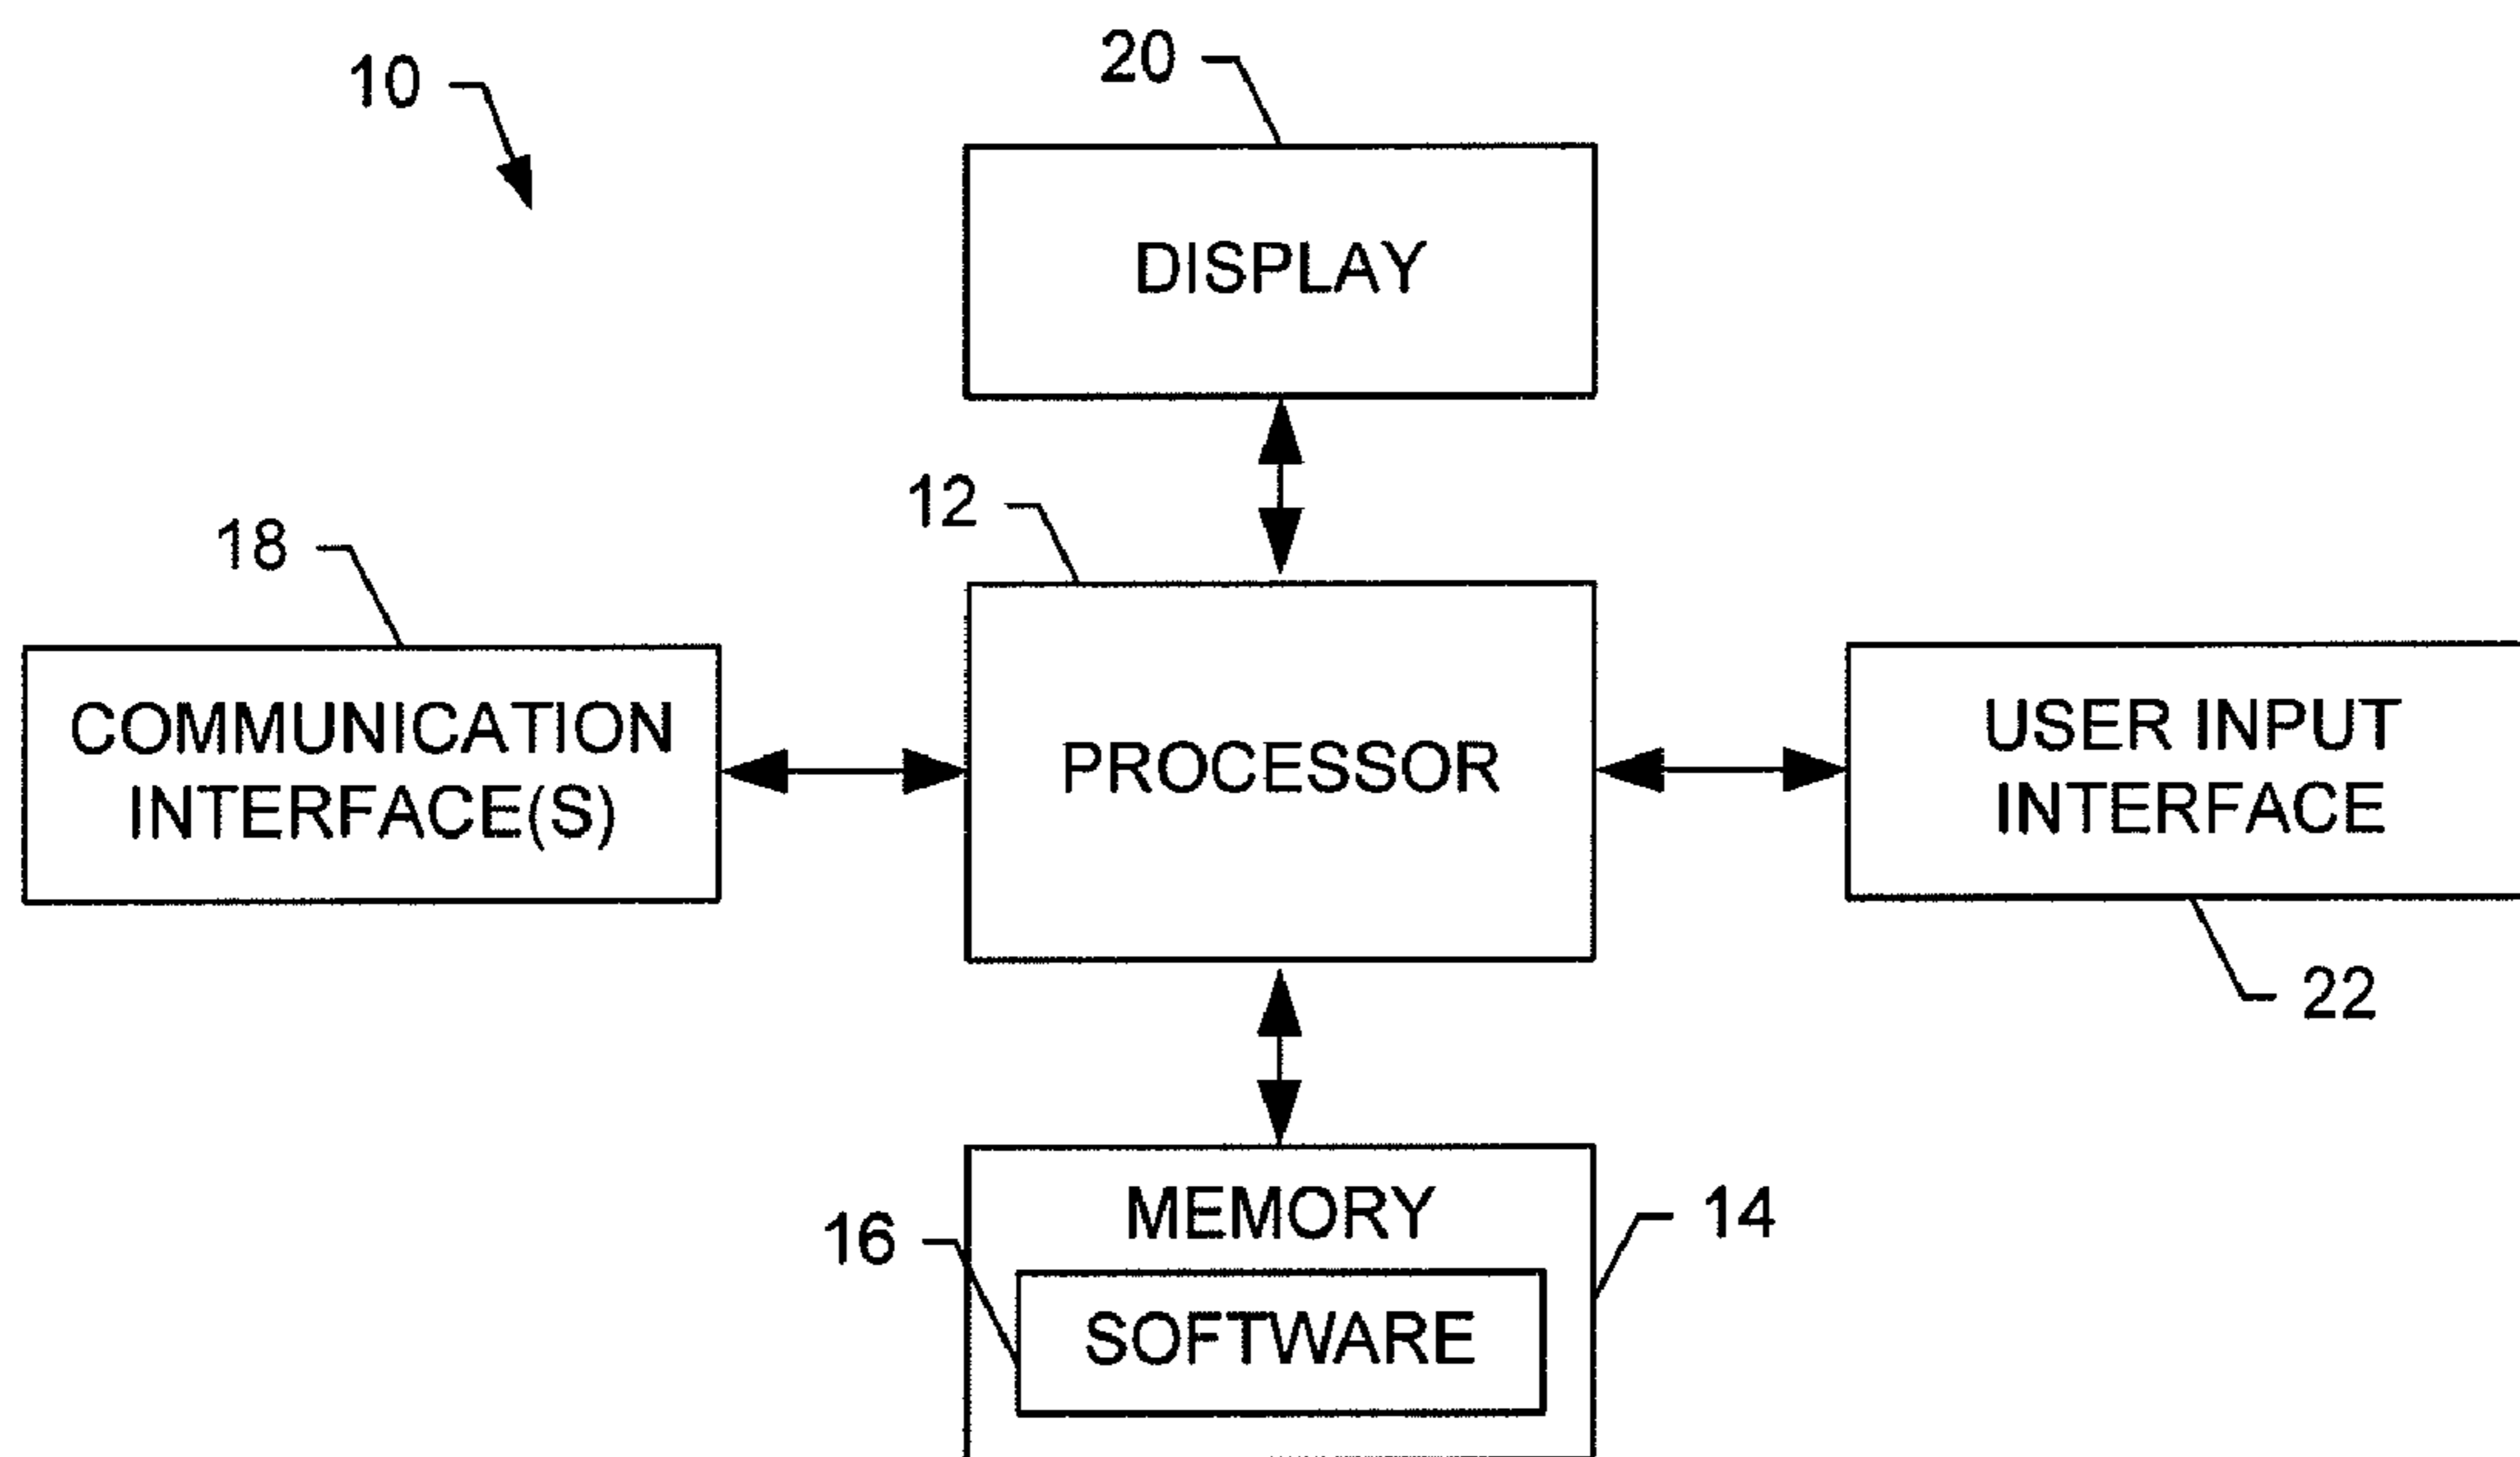 10
20
DISPLAY
12
18
COMMUNICATION
INTERFACE(S)
PROCESSOR
USER INPUT
INTERFACE
22
MEMORY
14
16
SOFTWARE